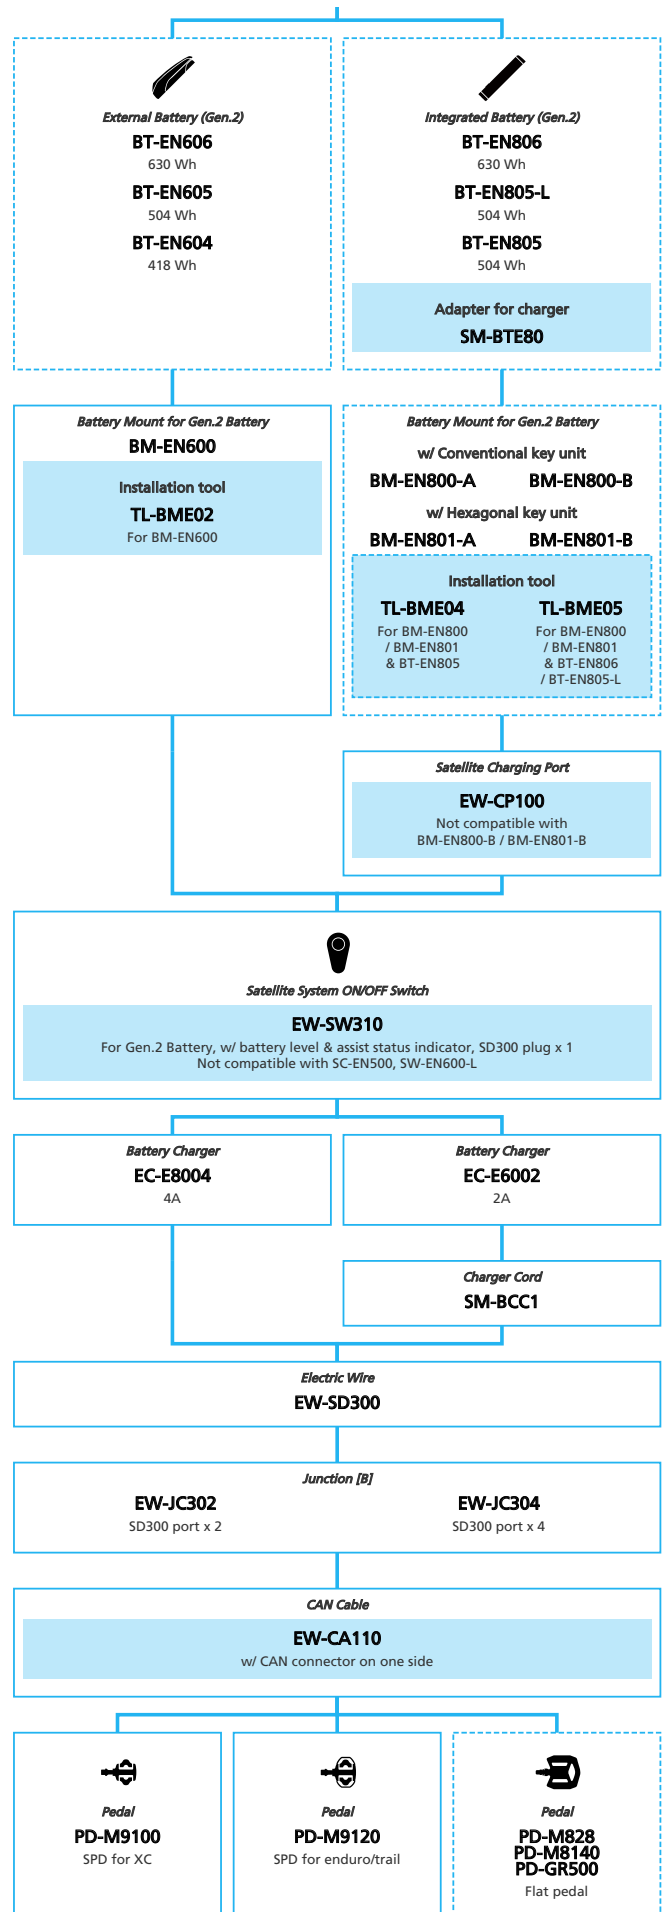 External Battery (Gen.2)
BT-EN606
630 Wh
BT-EN605
504 Wh
BT-EN604
418 Wh
Integrated Battery (Gen.2)
BT-EN806
630 Wh
BT-EN805-L
504 Wh
BT-EN805
504 Wh
Adapter for charger
SM-BTE80
Battery Mount for Gen.2 Battery
BM-EN600
Installation tool
TL-BME02
For BM-EN600
Battery Mount for Gen.2 Battery
w/ Conventional key unit
BM-EN800-A BM-EN800-B
w/ Hexagonal key unit
BM-EN801-A BM-EN801-B
Installation tool
TL-BME04
For BM-EN800
/ BM-EN801
& BT-EN805
TL-BME05
For BM-EN800
/ BM-EN801
& BT-EN806
/ BT-EN805-L
Satellite Charging Port
EW-CP100
Not compatible with
BM-EN800-B / BM-EN801-B
Satellite System ON/OFF Switch
EW-SW310
For Gen.2 Battery, w/ battery level & assist status indicator, SD300 plug x 1
Not compatible with SC-EN500, SW-EN600-L
Battery Charger
EC-E8004
4A
Battery Charger
EC-E6002
2A
Charger Cord
SM-BCC1
Electric Wire
EW-SD300
Junction [B]
EW-JC302
SD300 port x 2
EW-JC304
SD300 port x 4
CAN Cable
EW-CA110
w/ CAN connector on one side
Pedal
PD-M9100
SPD for XC
Pedal
PD-M9120
SPD for enduro/trail
Pedal
PD-M828
PD-M8140
PD-GR500
Flat pedal